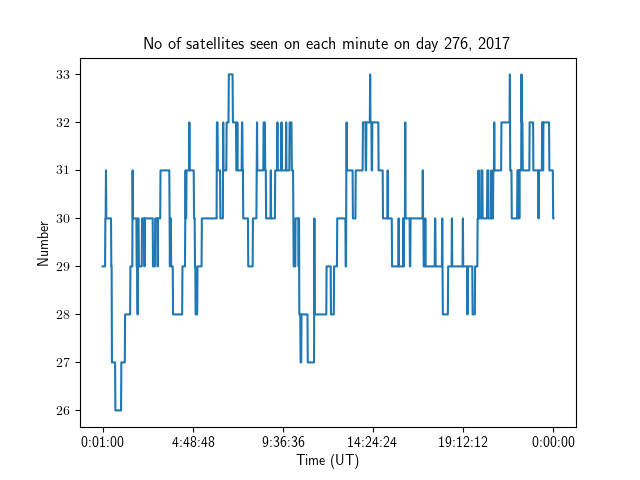 No of satellites seen on each minute on day 276, 2017
33
32
31
30
29
28
27
26
Number
0:01:00 4:48:48 9:36:36 14:24:24 19:12:12 0:00:00
Time (UT)